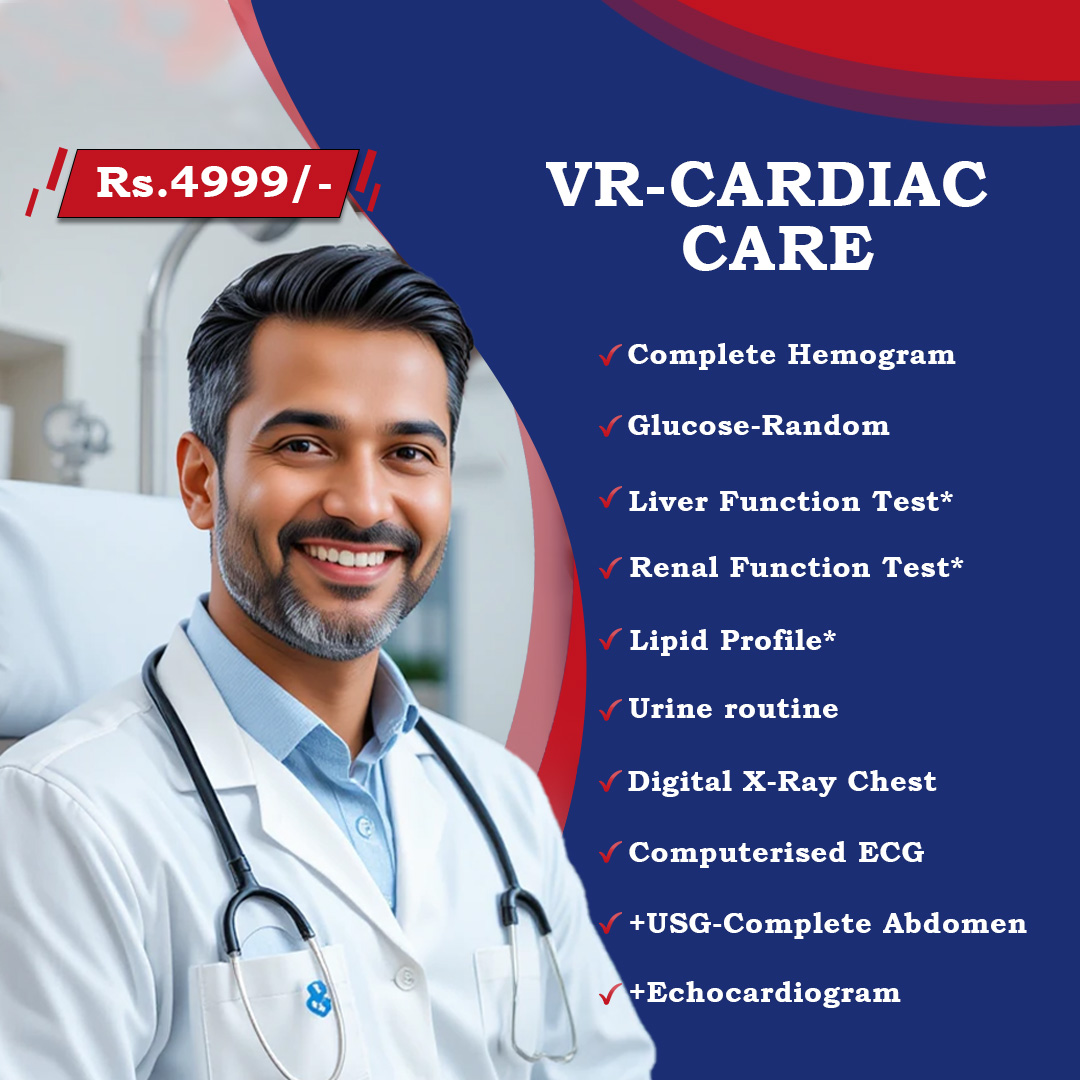 Rs.4999/-
VR-CARDIAC
CARE
Complete Hemogram
Glucose-Random
Liver Function Test*
Renal Function Test*
Lipid Profile*
Urine routine
Digital X-Ray Chest
Computerised ECG
+USG-Complete Abdomen
+Echocardiogram